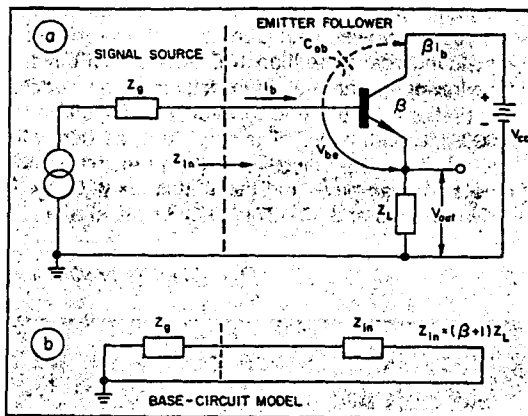 EMITTER FOLLOWER
a
SIGNAL SOURCE
Cob
βIb
Zg
Ib
β
+
-
VCC
Zin
Vbe
ZL
Vout
b
Zg
Zin
Zin=(β+1)ZL
BASE-CIRCUIT MODEL